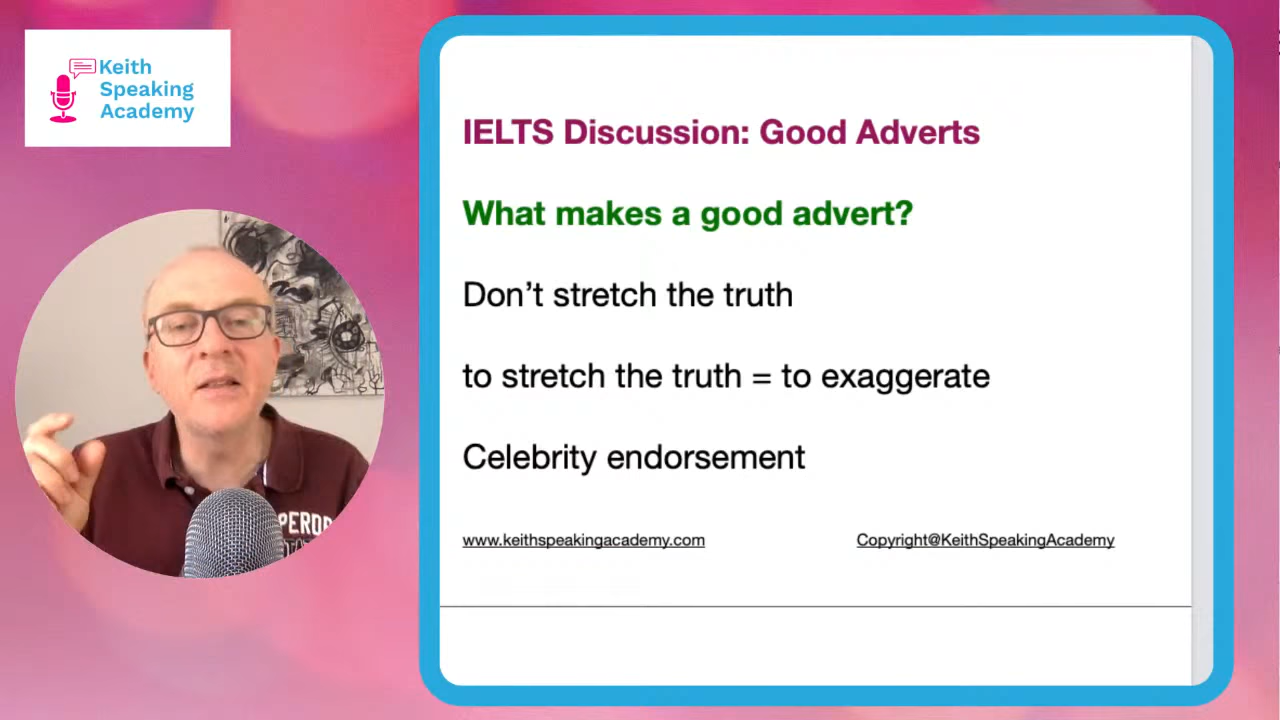 Keith
Speaking
Academy
IELTS Discussion: Good Adverts
What makes a good advert?
Don’t stretch the truth
to stretch the truth = to exaggerate
Celebrity endorsement
www.keithspeakingacademy.com
Copyright@KeithSpeakingAcademy